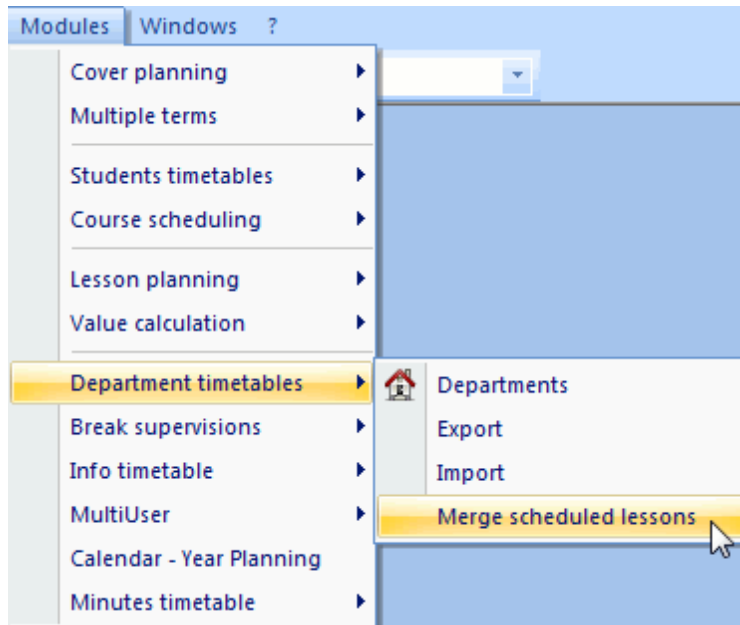 Modules Windows ?
Cover planning
Multiple terms
Students timetables
Course scheduling
Lesson planning
Value calculation
Department timetables
Departments
Break supervisions
Export
Info timetable
Import
MultiUser
Merge scheduled lessons
Calendar - Year Planning
Minutes timetable